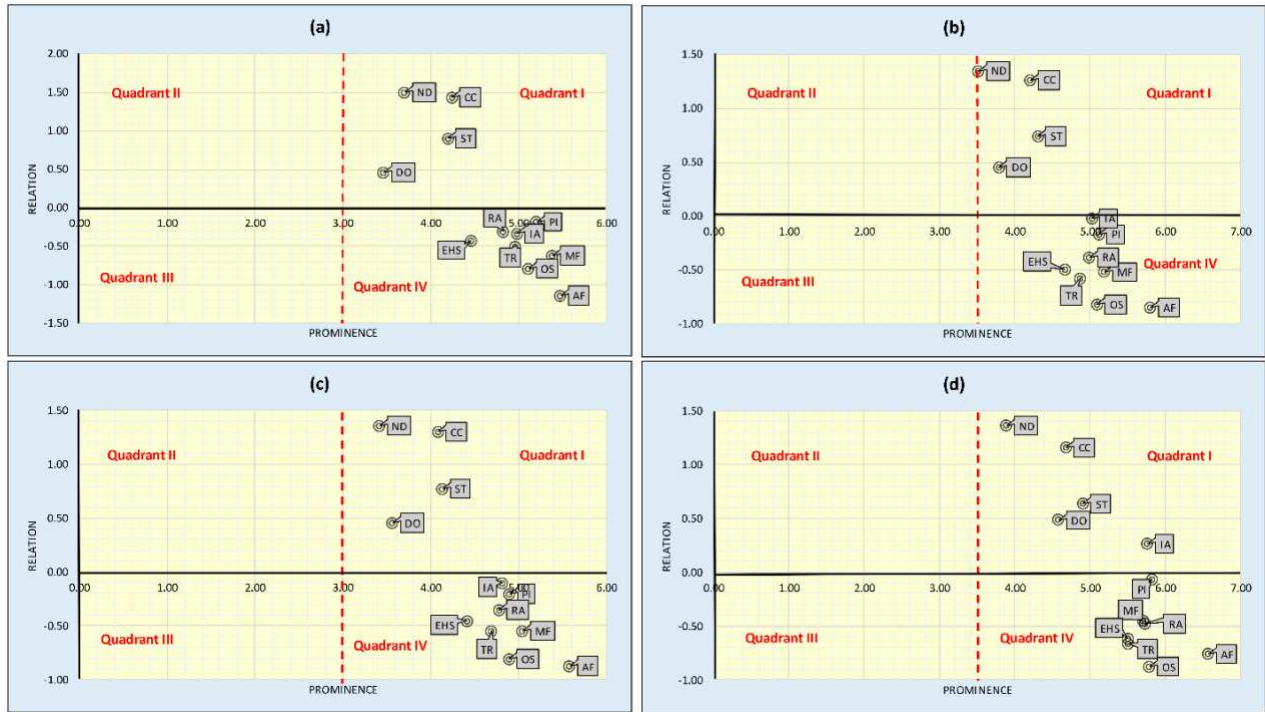 (a)
2.00
1.50
1.00
0.50
0.00
-0.50
-1.00
-1.50
RELATION
Quadrant II
Quadrant I
ND
CC
ST
DO
0.00 1.00 2.00 3.00 4.00 5.00 6.00
RA
PI
IA
EHS
TR
MF
OS
AF
Quadrant III
Quadrant IV
PROMINENCE
(b)
1.50
1.00
0.50
0.00
-0.50
-1.00
RELATION
Quadrant II
Quadrant I
ND
CC
ST
DO
0.00 1.00 2.00 3.00 4.00 5.00 6.00 7.00
IA
PI
RA
EHS
MF
TR
OS
AF
Quadrant III
Quadrant IV
PROMINENCE
(c)
1.50
1.00
0.50
0.00
-0.50
-1.00
RELATION
Quadrant II
Quadrant I
ND
CC
ST
DO
0.00 1.00 2.00 3.00 4.00 5.00 6.00
IA
PI
RA
EHS
MF
TR
OS
AF
Quadrant III
Quadrant IV
PROMINENCE
(d)
1.50
1.00
0.50
0.00
-0.50
-1.00
RELATION
Quadrant II
Quadrant I
ND
CC
ST
DO
IA
0.00 1.00 2.00 3.00 4.00 5.00 6.00 7.00
PI
MF
RA
EHS
TR
OS
AF
Quadrant III
Quadrant IV
PROMINENCE